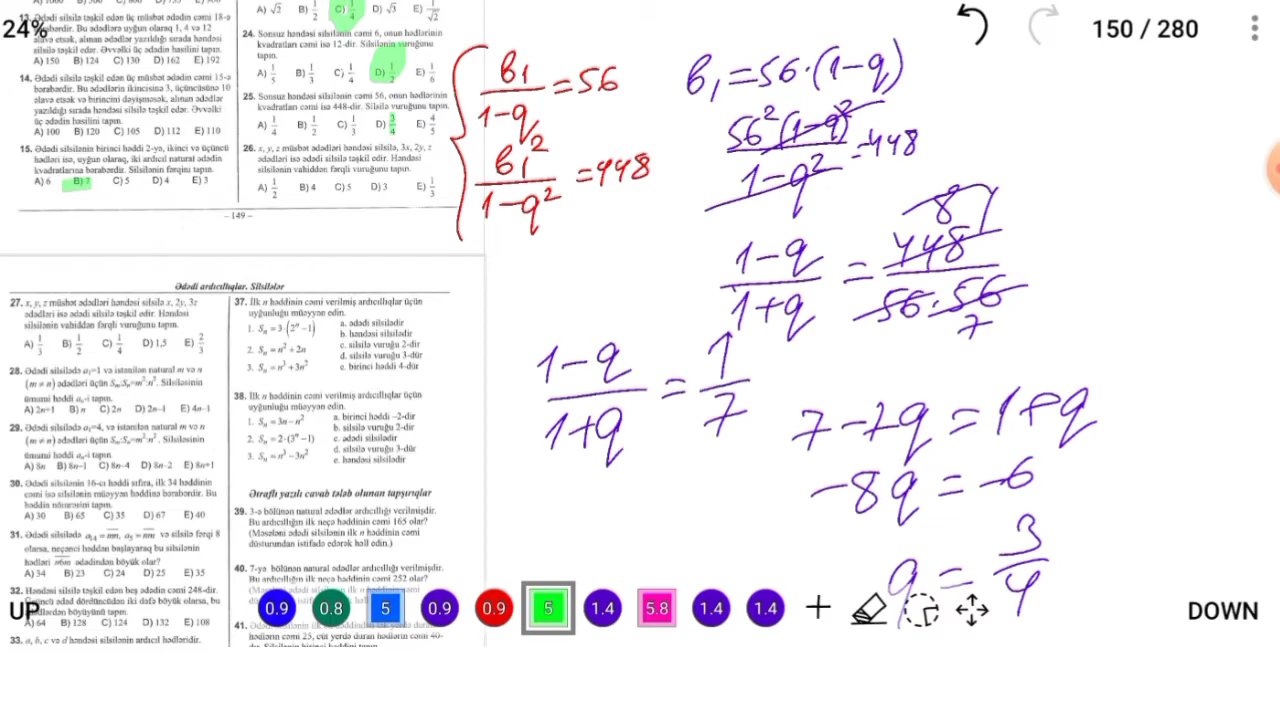 24%
150 / 280
A) √2 B) 1/2 C) 1/4 D) √3 E) 1/√2
13. Ədədi silsilə təşkil edən üç müsbət ədədin cəmi 18-ə
bərabərdir. Bu ədədlərə uyğun olaraq 1, 4 və 12
əlavə etsək, alınan ədədlər yazıldığı sırada həndəsi
silsilə təşkil edər. Əvvəlki üç ədədin hasilini tapın.
A) 150 B) 124 C) 130 D) 162 E) 192
14. Ədədi silsilə təşkil edən üç müsbət ədədin cəmi 15-ə
bərabərdir. Bu ədədlərin ikincisinə 3, üçüncüsünə 10
əlavə etsək və birincini dəyişməsək, alınan ədədlər
yazıldığı sırada həndəsi silsilə təşkil edər. Əvvəlki
üç ədədin hasilini tapın.
A) 100 B) 120 C) 105 D) 112 E) 110
15. Ədədi silsilənin birinci həddi 2-yə, ikinci və üçüncü
hədləri isə, uyğun olaraq, iki ardıcıl natural ədədin
kvadratlarına bərabərdir. Silsilənin fərqini tapın.
A) 6 B) 7 C) 5 D) 4 E) 3
24. Sonsuz həndəsi silsilənin cəmi 6, onun hədlərinin
kvadratları cəmi isə 12-dir. Silsilənin vuruğunu
tapın.
A) 1/5 B) 1/3 C) 1/4 D) 1/2 E) 1/6
25. Sonsuz həndəsi silsilənin cəmi 56, onun hədlərinin
kvadratları cəmi isə 448-dir. Silsilə vuruğunu tapın.
A) 1/4 B) 1/2 C) 1/3 D) 3/4 E) 4/5
26. x, y, z müsbət ədədləri həndəsi silsilə, 3x, 2y, z
ədədləri isə ədədi silsilə təşkil edir. Həndəsi
silsilənin vahiddən fərqli vuruğunu tapın.
A) 1/2 B) 4 C) 5 D) 3 E) 1/3
– 149 –
Ədədi ardıcıllıqlar. Silsilələr
27. x, y, z müsbət ədədləri həndəsi silsilə x, 2y, 3z
ədədləri isə ədədi silsilə təşkil edir. Həndəsi
silsilənin vahiddən fərqli vuruğunu tapın.
A) 1/3 B) 1/2 C) 1/4 D) 1,5 E) 2/3
28. Ədədi silsilədə a₁=1 və istənilən natural m və n
(m ≠ n) ədədləri üçün Sₘ:Sₙ=m²:n². Silsilənin
ümumi həddi aₙ-i tapın.
A) 2n+1 B) n C) 2n D) 2n–1 E) 4n–1
29. Ədədi silsilədə a₁=4, və istənilən natural m və n
(m ≠ n) ədədləri üçün Sₘ:Sₙ=m²:n². Silsilənin
ümumi həddi aₙ-i tapın.
A) 8n B) 8n–1 C) 8n–4 D) 8n–2 E) 8n+1
30. Ədədi silsilənin 16-cı həddi sıfıra, ilk 34 həddinin
cəmi isə silsilənin müəyyən həddinə bərabərdir. Bu
həddin nömrəsini tapın.
A) 30 B) 65 C) 35 D) 67 E) 40
31. Ədədi silsilədə
və silsilə fərqi 8
olarsa, neçənci həddən başlayaraq bu silsilənin
hədləri
ədədindən böyük olar?
A) 34 B) 23 C) 24 D) 25 E) 35
32. Həndəsi silsilə təşkil edən beş ədədin cəmi 248-dir.
Üçüncü ədəd dördüncüdən iki dəfə böyük olarsa, bu
ədədlərdən böyüyünü tapın.
A) 64 B) 128 C) 124 D) 132 E) 108
33. a, b, c və d həndəsi silsilənin ardıcıl hədləridir.
37. İlk n həddinin cəmi verilmiş ardıcıllıqlar üçün
uyğunluğu müəyyən edin.
1. Sₙ = 3·(2ⁿ –1) a. ədədi silsilədir
b. həndəsi silsilədir
2. Sₙ = n² + 2n c. silsilə vuruğu 2-dir
d. silsilə vuruğu 3-dür
3. Sₙ = n³ + 3n² e. birinci həddi 4-dür
38. İlk n həddinin cəmi verilmiş ardıcıllıqlar üçün
uyğunluğu müəyyən edin.
1. Sₙ = 3n – n² a. birinci həddi –2-dir
b. silsilə vuruğu 2-dir
2. Sₙ = 2·(3ⁿ –1) c. ədədi silsilədir
d. silsilə vuruğu 3-dür
3. Sₙ = n³ – 3n² e. həndəsi silsilədir
Ətraflı yazılı cavab tələb olunan tapşırıqlar
39. 3-ə bölünən natural ədədlər ardıcıllığı verilmişdir.
Bu ardıcıllığın ilk neçə həddinin cəmi 165 olar?
(Məsələni ədədi silsilənin ilk n həddinin cəmi
düsturundan istifadə edərək həll edin.)
40. 7-yə bölünən natural ədədlər ardıcıllığı verilmişdir.
Bu ardıcıllığın ilk neçə həddinin cəmi 252 olar?
41.
hədlərin cəmi 25, cüt yerdə duran hədlərin cəmi 40-
b₁/(1–q) = 56
b₁²/(1–q²) = 448
b₁ = 56·(1–q)
56²(1–q)²/(1–q²) = 448
8 1
(1–q)/(1+q) = 448/(56·56)
7
(1–q)/(1+q) = 1/7
7–7q = 1+q
–8q = –6
q = 3/4
UP
0.9 0.8 5 0.9 0.9 5 1.4 5.8 1.4 1.4 +
DOWN